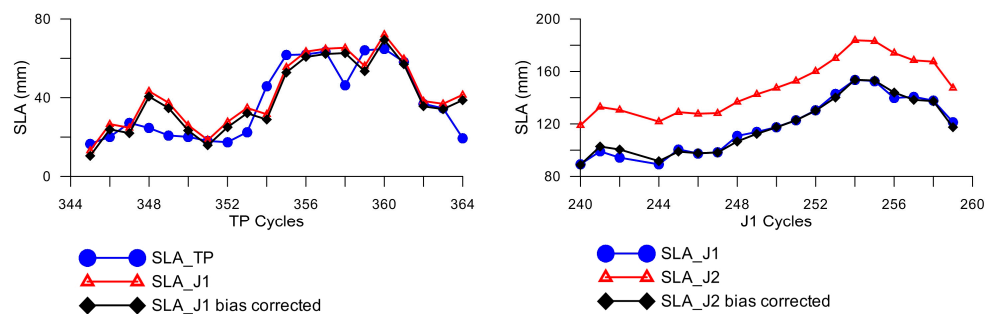 80
40
0
SLA (mm)
344 348 352 356 360 364
TP Cycles
SLA_TP
SLA_J1
SLA_J1 bias corrected
200
160
120
80
SLA (mm)
240 244 248 252 256 260
J1 Cycles
SLA_J1
SLA_J2
SLA_J2 bias corrected